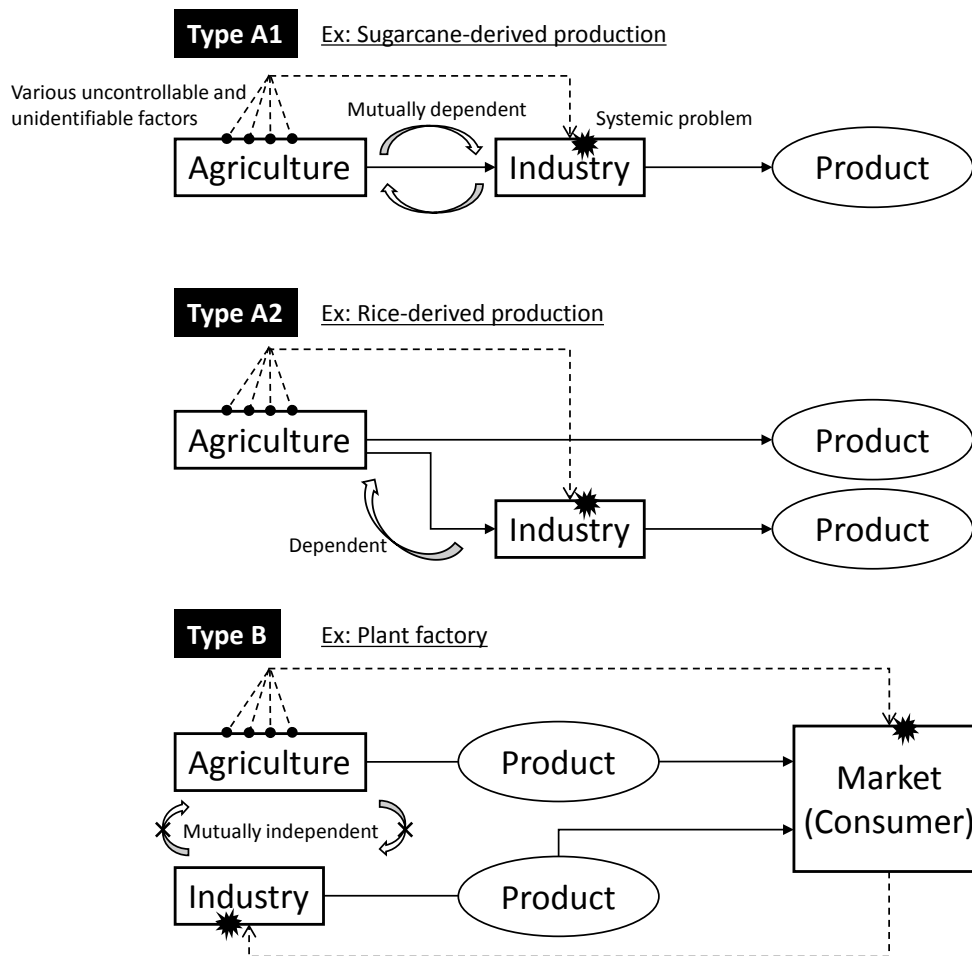 Type A1
Ex: Sugarcane-derived production
Various uncontrollable and
unidentifiable factors
Mutually dependent
Systemic problem
Agriculture
Industry
Product
Type A2
Ex: Rice-derived production
Agriculture
Product
Dependent
Industry
Product
Type B
Ex: Plant factory
Agriculture
Product
Market
(Consumer)
Mutually independent
Industry
Product